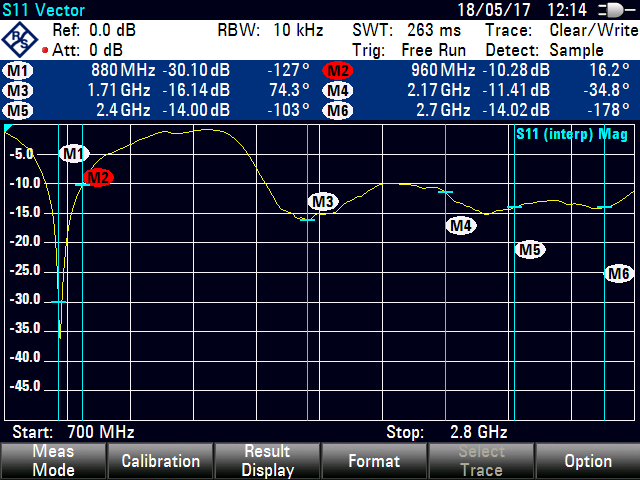 S11 Vector 18/05/17 12:14
Ref: 0.0 dB RBW: 10 kHz SWT: 263 ms Trace: Clear/Write
Att: 0 dB Trig: Free Run Detect: Sample
R&S
M1 880 MHz -30.10 dB -127° M2 960 MHz -10.28 dB 16.2°
M3 1.71 GHz -16.14 dB 74.3° M4 2.17 GHz -11.41 dB -34.8°
M5 2.4 GHz -14.00 dB -103° M6 2.7 GHz -14.02 dB -178°
S11 (interp) Mag
-5.0
M1
M2
-10.0
M3
-15.0
M4
-20.0
M5
-25.0
M6
-30.0
-35.0
-40.0
-45.0
Start: 700 MHz Stop: 2.8 GHz
Meas Mode
Calibration
Result Display
Format
Select Trace
Option